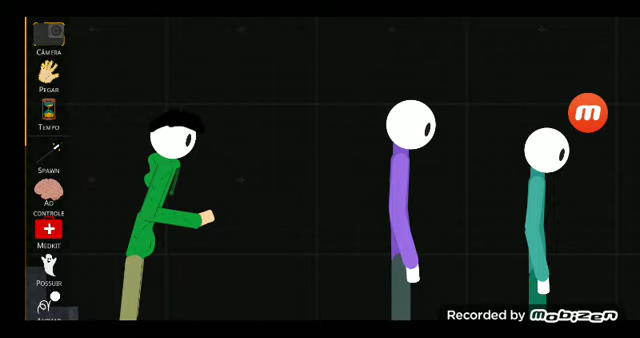 CÂMERA
PEGAR
TEMPO
SPAWN
AO
CONTROLE
MEDKIT
POSSUIR
m
Recorded by MOBIZEN